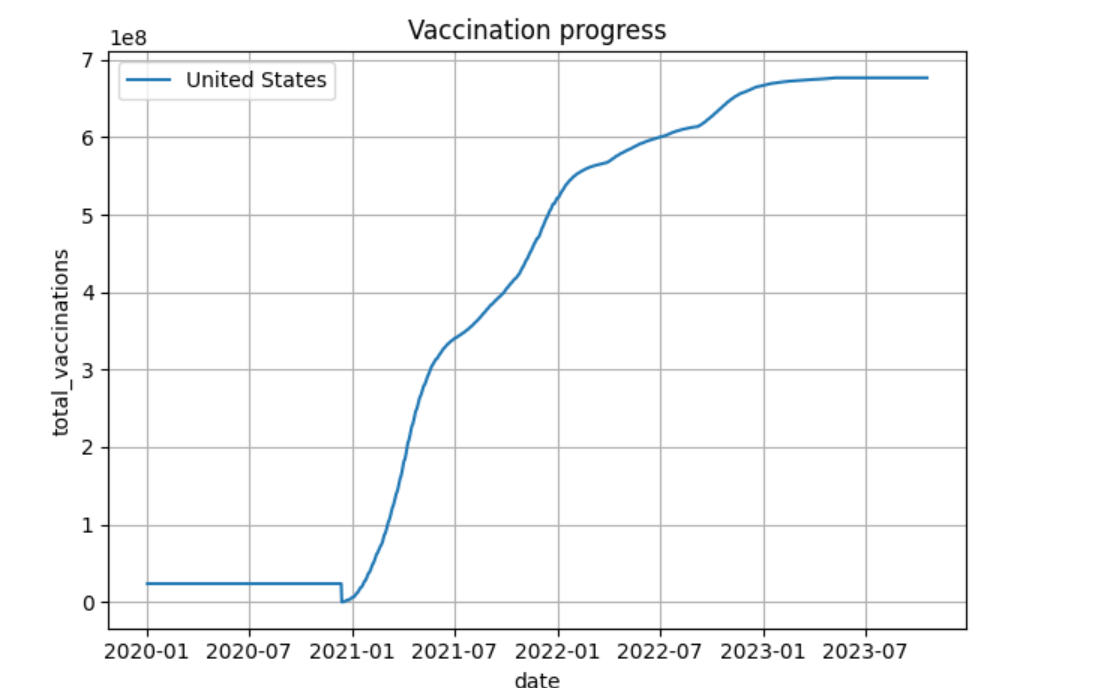 Vaccination progress
1e8
United States
7
6
5
4
3
2
1
0
total_vaccinations
2020-01 2020-07 2021-01 2021-07 2022-01 2022-07 2023-01 2023-07
date